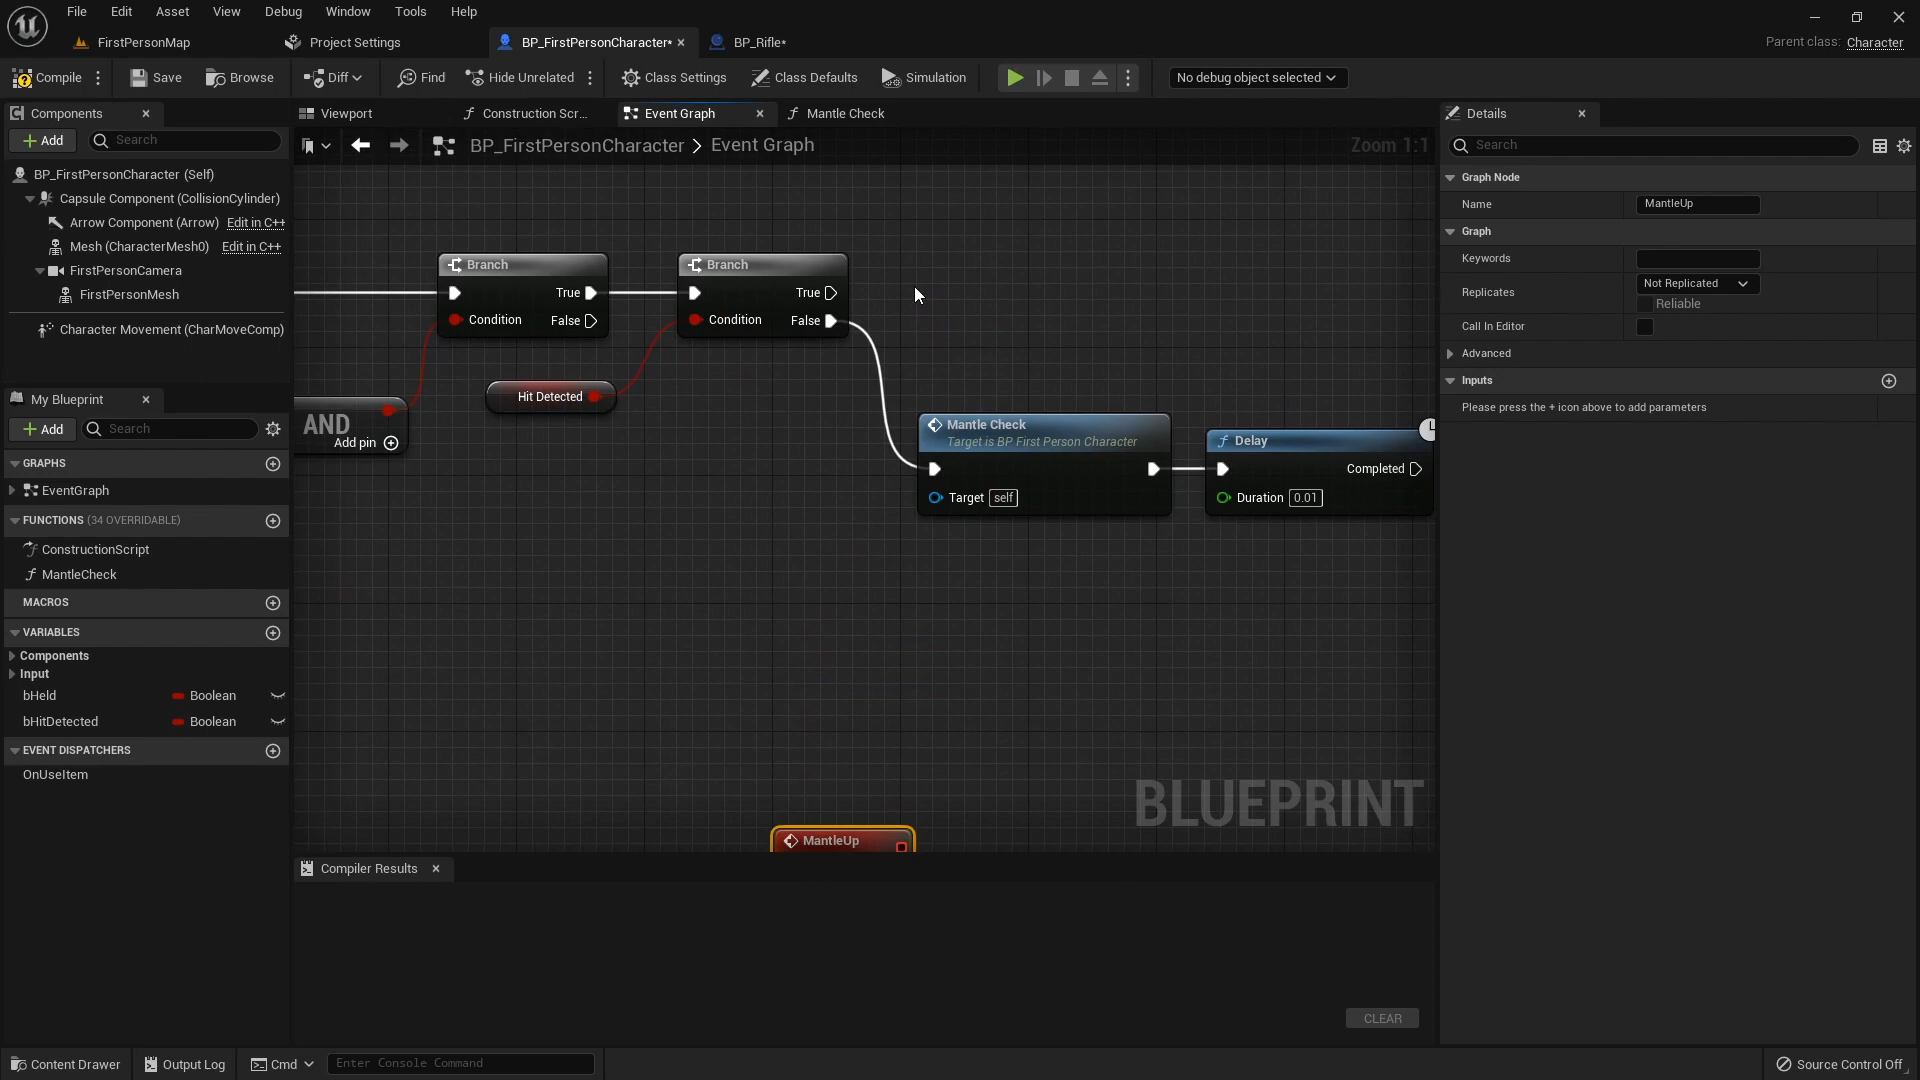 File Edit Asset View Debug Window Tools Help
FirstPersonMap Project Settings BP_FirstPersonCharacter* BP_Rifle* Parent class: Character
Compile Save Browse Diff Find Hide Unrelated Class Settings Class Defaults Simulation No debug object selected
Components
Add Search
BP_FirstPersonCharacter (Self)
Capsule Component (CollisionCylinder)
Arrow Component (Arrow) Edit in C++
Mesh (CharacterMesh0) Edit in C++
FirstPersonCamera
FirstPersonMesh
Character Movement (CharMoveComp)
My Blueprint
Add Search
GRAPHS
EventGraph
FUNCTIONS (34 OVERRIDABLE)
ConstructionScript
MantleCheck
MACROS
VARIABLES
Components
Input
bHeld Boolean
bHitDetected Boolean
EVENT DISPATCHERS
OnUseItem
Viewport Construction Scr... Event Graph Mantle Check
BP_FirstPersonCharacter > Event Graph Zoom 1:1
Branch
True
Condition False
Branch
True
Condition False
Hit Detected
AND
Add pin
Mantle Check
Target is BP First Person Character
Target self
Delay
Completed
Duration 0.01
BLUEPRINT
MantleUp
Compiler Results
CLEAR
Details
Search
Graph Node
Name MantleUp
Graph
Keywords
Replicates Not Replicated
Reliable
Call In Editor
Advanced
Inputs
Please press the + icon above to add parameters
Content Drawer Output Log Cmd Enter Console Command Source Control Off